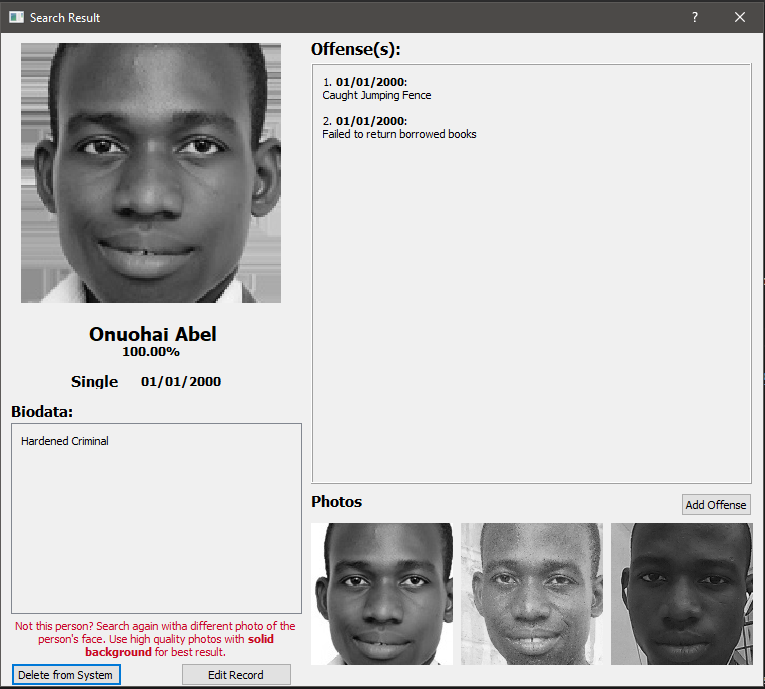 Search Result
?
Offense(s):
1. 01/01/2000:
Caught Jumping Fence
2. 01/01/2000:
Failed to return borrowed books
Onuohai Abel
100.00%
Single 01/01/2000
Biodata:
Hardened Criminal
Not this person? Search again witha different photo of the
person's face. Use high quality photos with solid
background for best result.
Delete from System
Edit Record
Photos
Add Offense